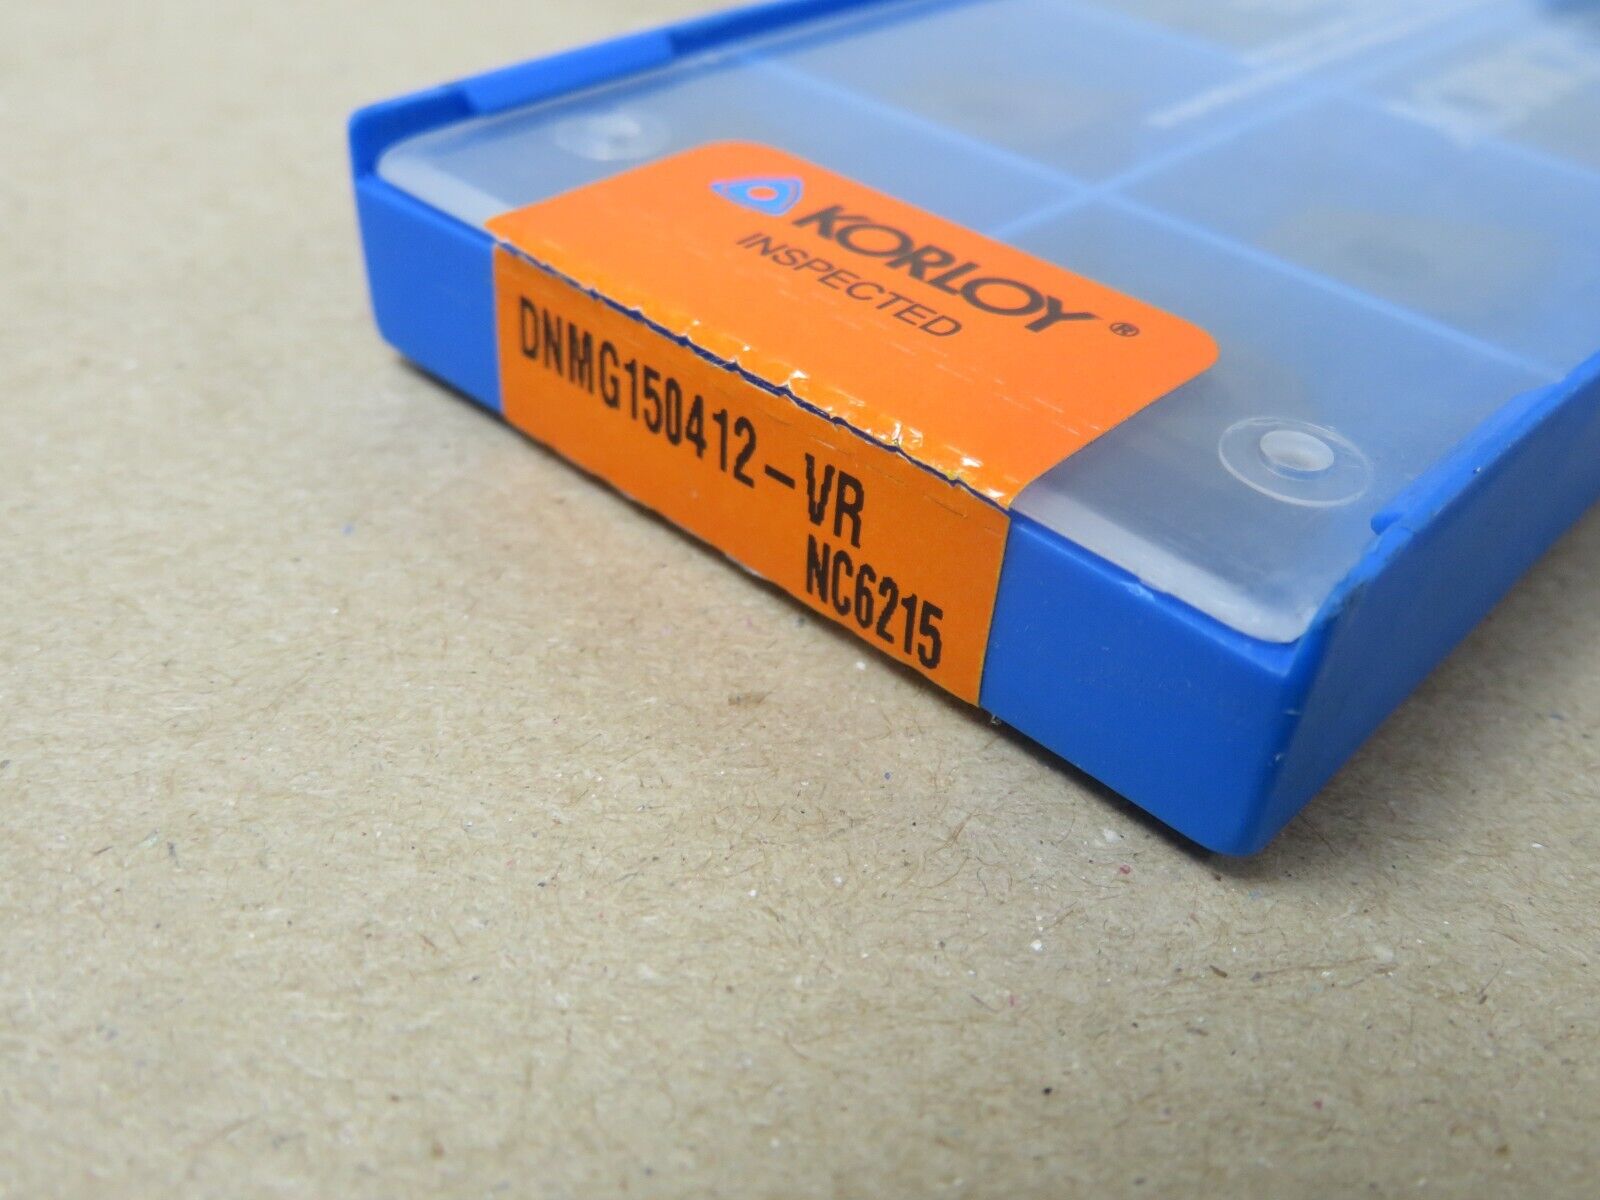 KORLOY®
INSPECTED
DNMG150412-VR
NC6215